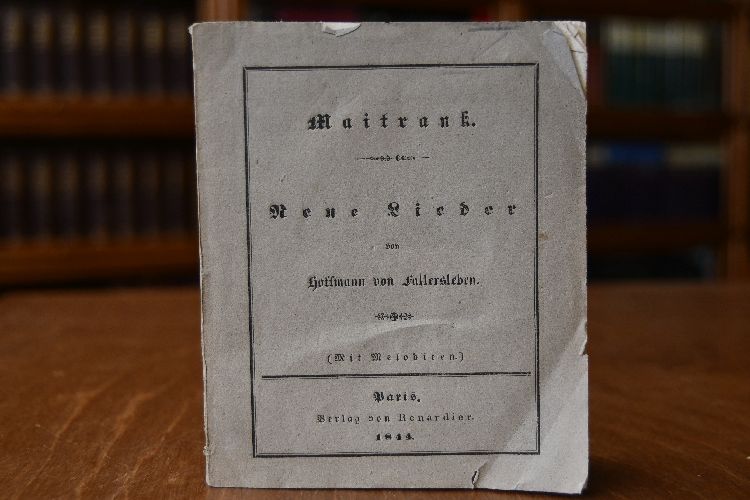 Maitrank.
Neue Lieder
von
Hoffmann von Fallersleben.
(Mit Melodieen.)
Paris.
Verlag von Renardier.
1844.